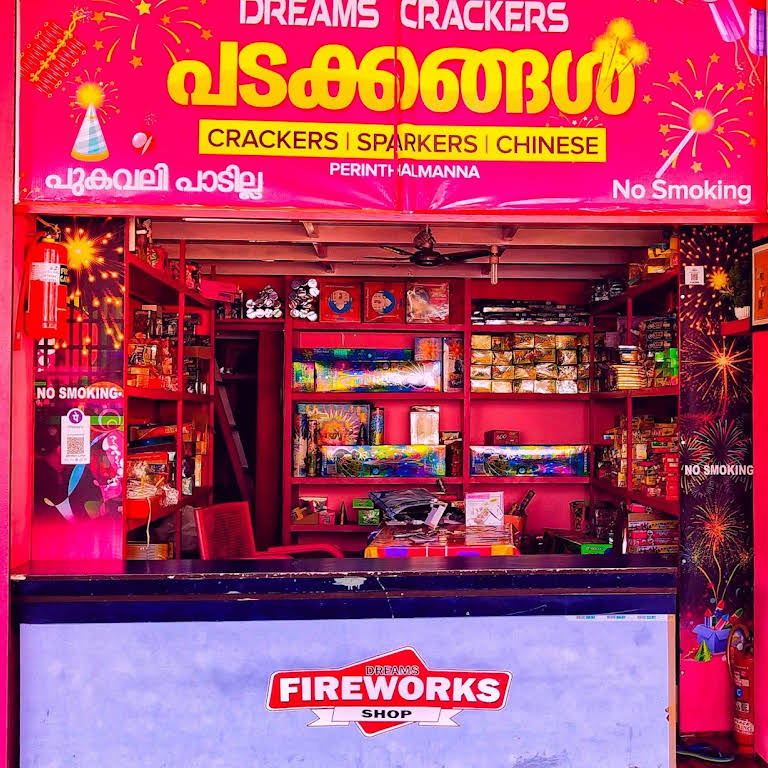 DREAMS CRACKERS
പടക്കങ്ങൾ
CRACKERS | SPARKERS | CHINESE
PERINTHALMANNA
പുകവലി പാടില്ല
No Smoking
NO SMOKING
NO SMOKING
DREAMS
FIREWORKS
SHOP